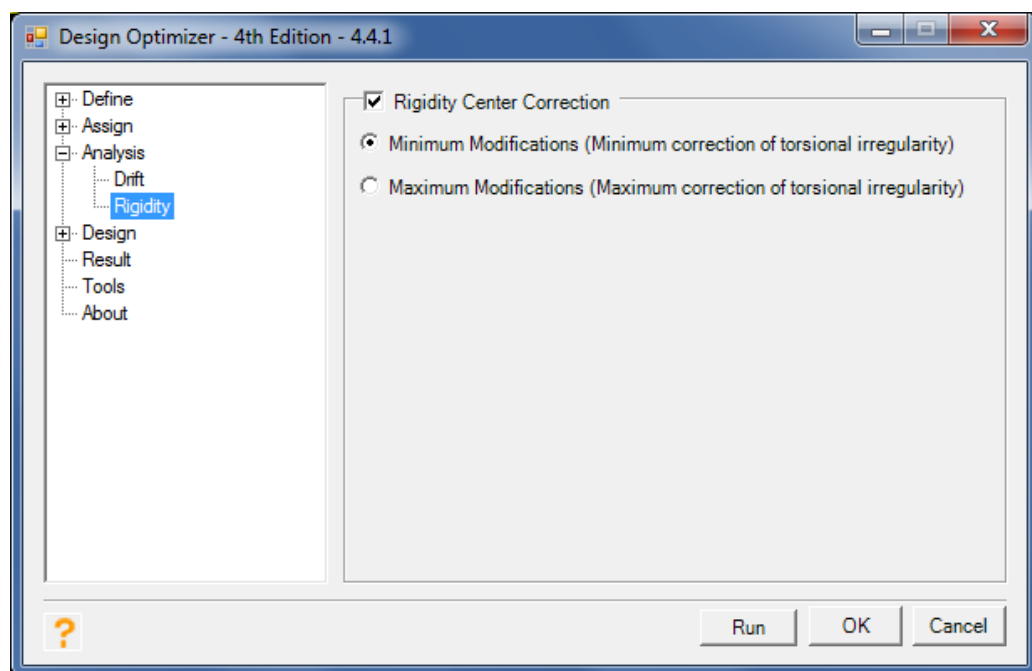 Design Optimizer - 4th Edition - 4.4.1
Define
Assign
Analysis
Drift
Rigidity
Design
Result
Tools
About
Rigidity Center Correction
Minimum Modifications (Minimum correction of torsional irregularity)
Maximum Modifications (Maximum correction of torsional irregularity)
?
Run OK Cancel